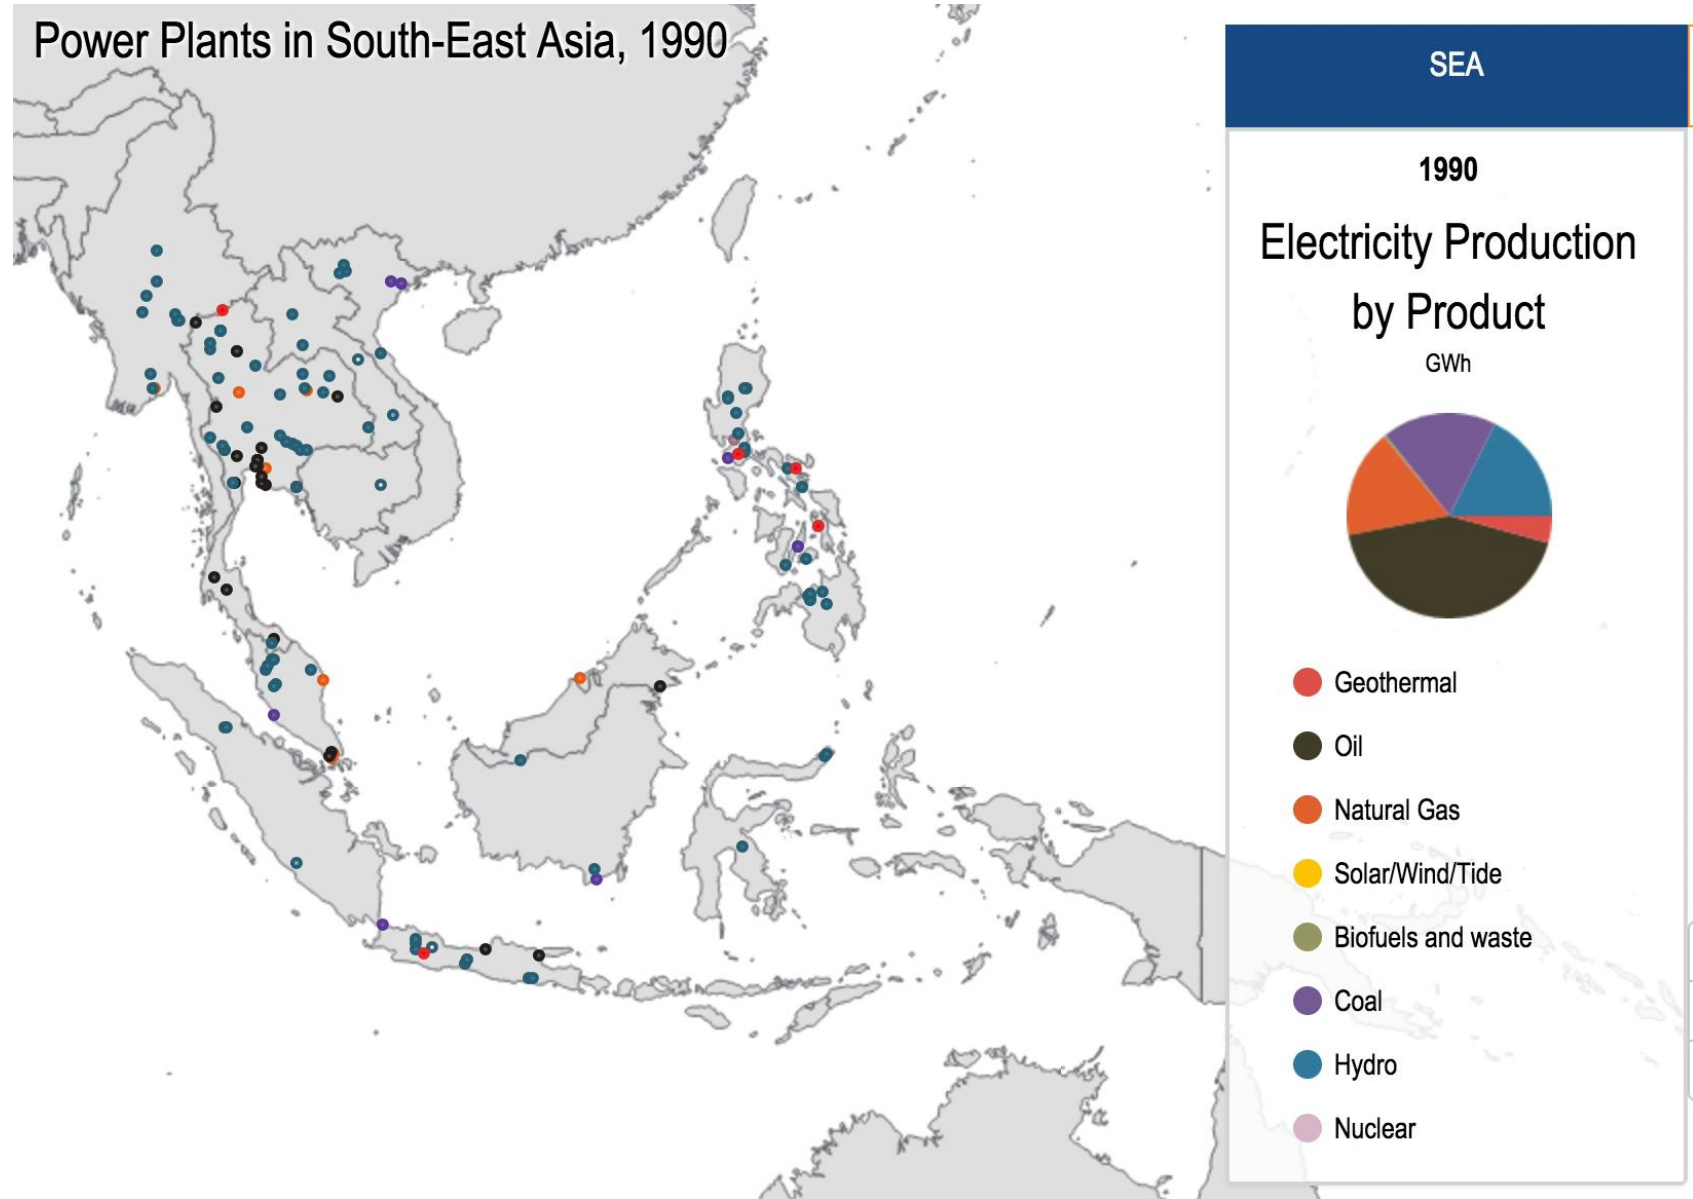 Power Plants in South-East Asia, 1990
SEA
1990
Electricity Production
by Product
GWh
Geothermal
Oil
Natural Gas
Solar/Wind/Tide
Biofuels and waste
Coal
Hydro
Nuclear